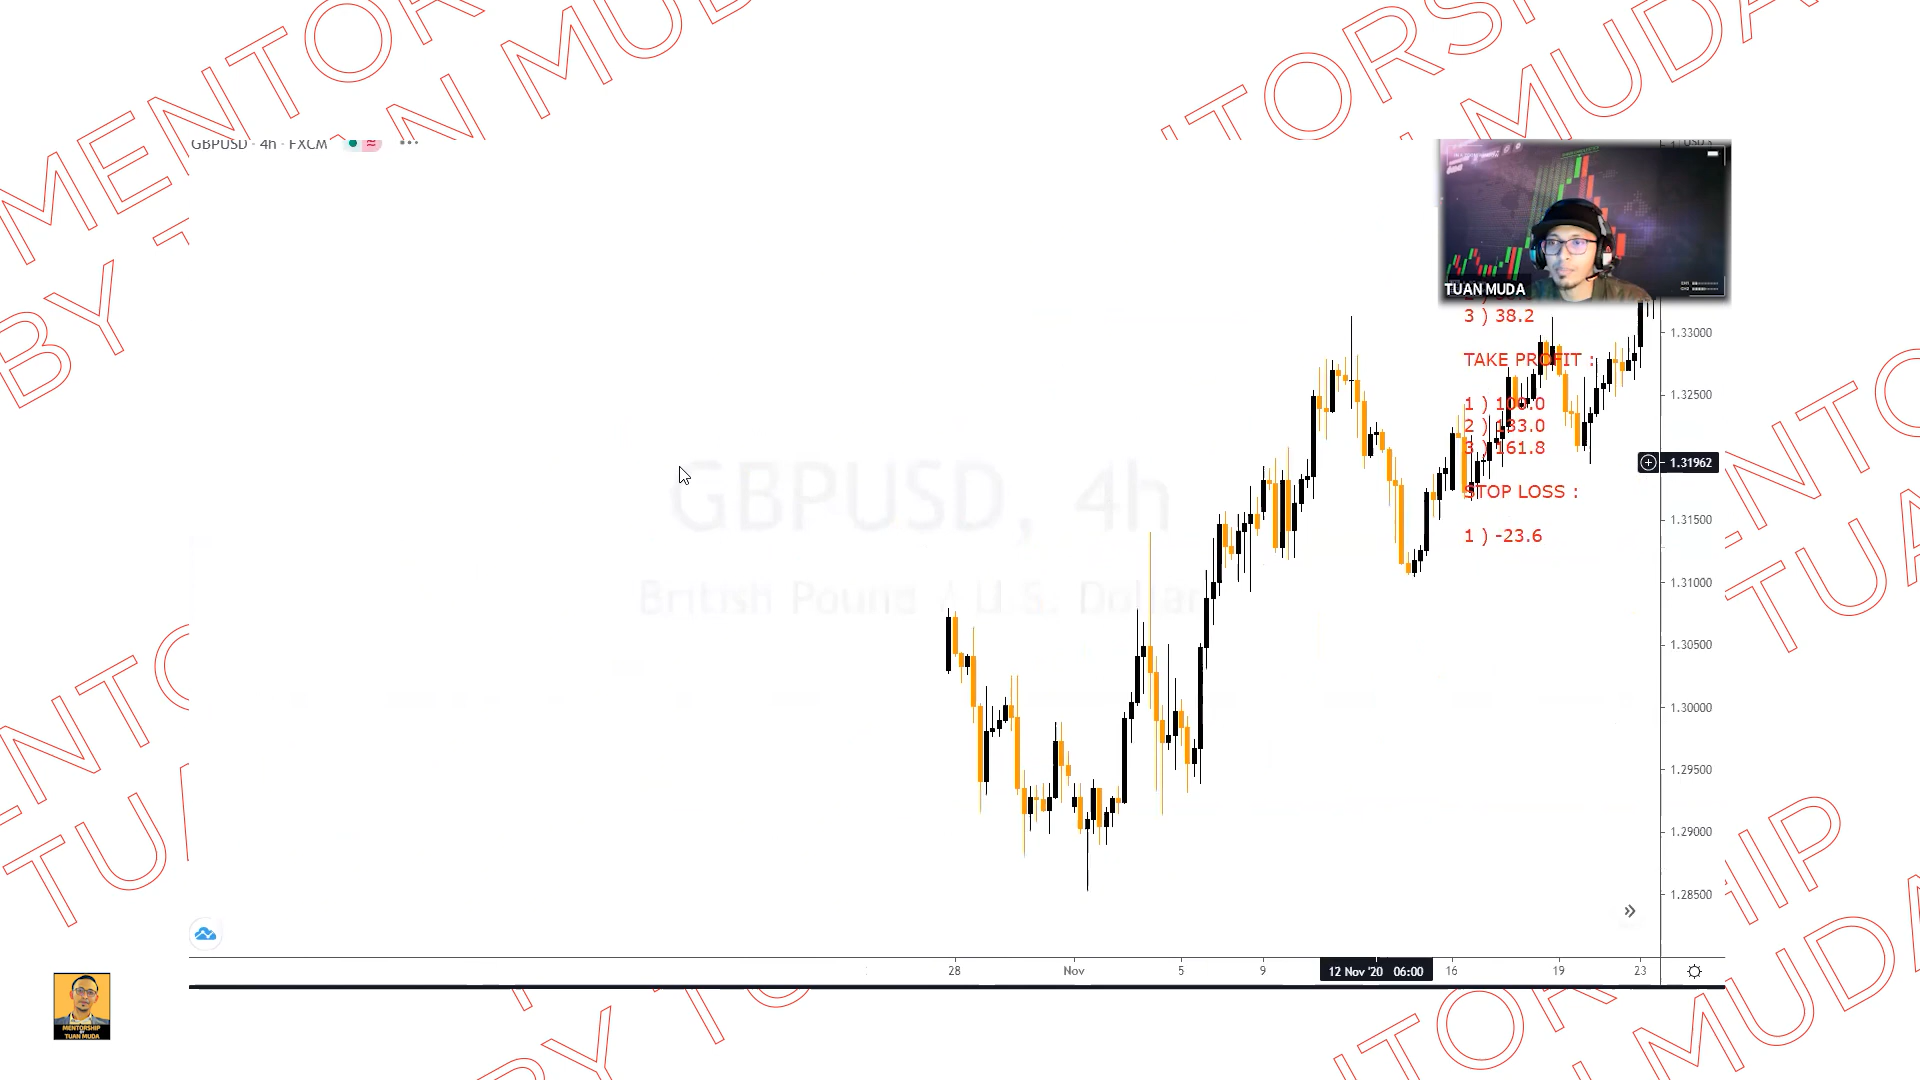 MENTORSHIP
BY TUAN MUDA
GBPUSD · 4h · FXCM
TUAN MUDA
3 ) 38.2
TAKE PROFIT :
1 ) 100.0
2 ) 133.0
3 ) 161.8
STOP LOSS :
1 ) -23.6
GBPUSD, 4h
British Pound / U.S. Dollar
1.33000
1.32500
1.31962
1.31500
1.31000
1.30500
1.30000
1.29500
1.29000
1.28500
28 Nov 5 9 12 Nov '20 06:00 16 19 23
MENTORSHIP
TUAN MUDA